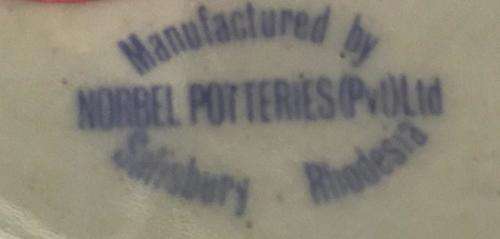 Manufactured by
NORBEL POTTERIES (Pvt) Ltd
Salisbury Rhodesia